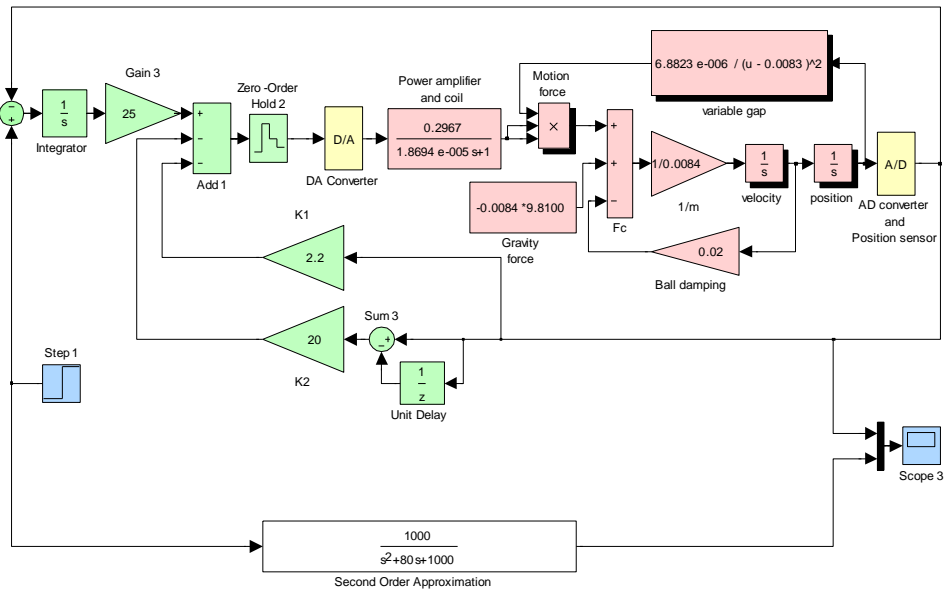 Gain 3
25
1
s
Integrator
+
−
−
Add 1
Zero -Order
Hold 2
D/A
DA Converter
Power amplifier
and coil
0.2967
1.8694 e-005 s+1
Motion
force
×
6.8823 e-006 / (u - 0.0083 )^2
variable gap
-0.0084 *9.8100
Gravity
force
+
+
−
Fc
1/0.0084
1/m
1
s
velocity
1
s
position
A/D
AD converter
and
Position sensor
0.02
Ball damping
K1
2.2
20
K2
Sum 3
−+
1
z
Unit Delay
Step 1
−
+
Scope 3
1000
s²+80s+1000
Second Order Approximation